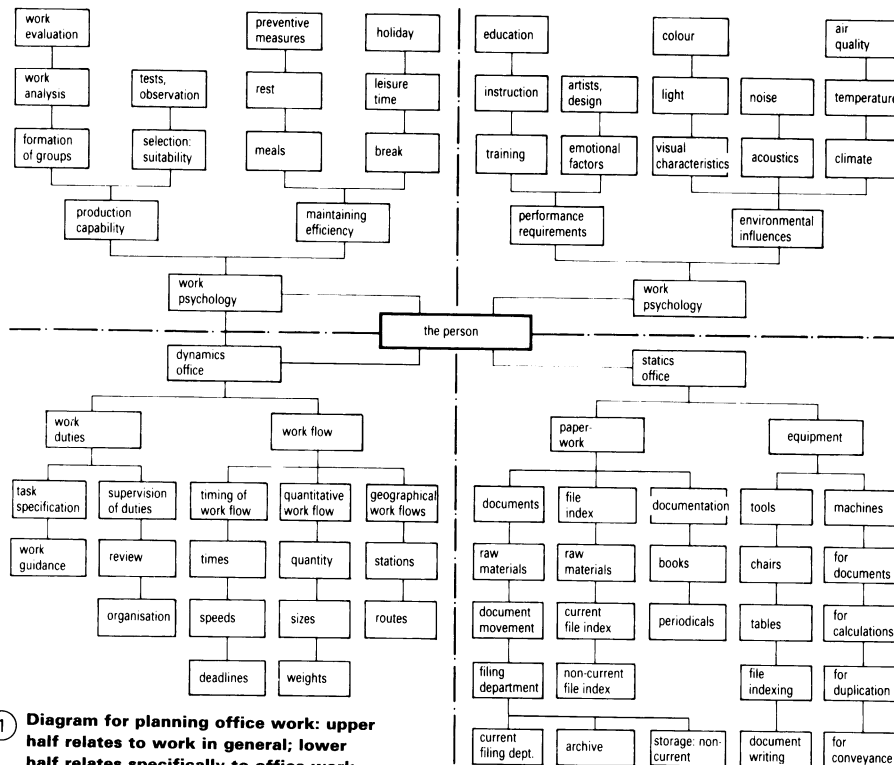 work
evaluation
preventive
measures
holiday
education
colour
air
quality
work
analysis
tests,
observation
rest
leisure
time
instruction
artists,
design
light
noise
temperature
formation
of groups
selection:
suitability
meals
break
training
emotional
factors
visual
characteristics
acoustics
climate
production
capability
maintaining
efficiency
performance
requirements
environmental
influences
work
psychology
work
psychology
the person
dynamics
office
statics
office
work
duties
work flow
paper-
work
equipment
task
specification
supervision
of duties
timing of
work flow
quantitative
work flow
geographical
work flows
documents
file
index
documentation
tools
machines
work
guidance
review
times
quantity
stations
raw
materials
raw
materials
books
chairs
for
documents
organisation
speeds
sizes
routes
document
movement
current
file index
periodicals
tables
for
calculations
deadlines
weights
filing
department
non-current
file index
file
indexing
for
duplication
current
filing dept.
archive
storage: non-
current
document
writing
for
conveyance
1 Diagram for planning office work: upper
half relates to work in general; lower
half relates specifically to office work